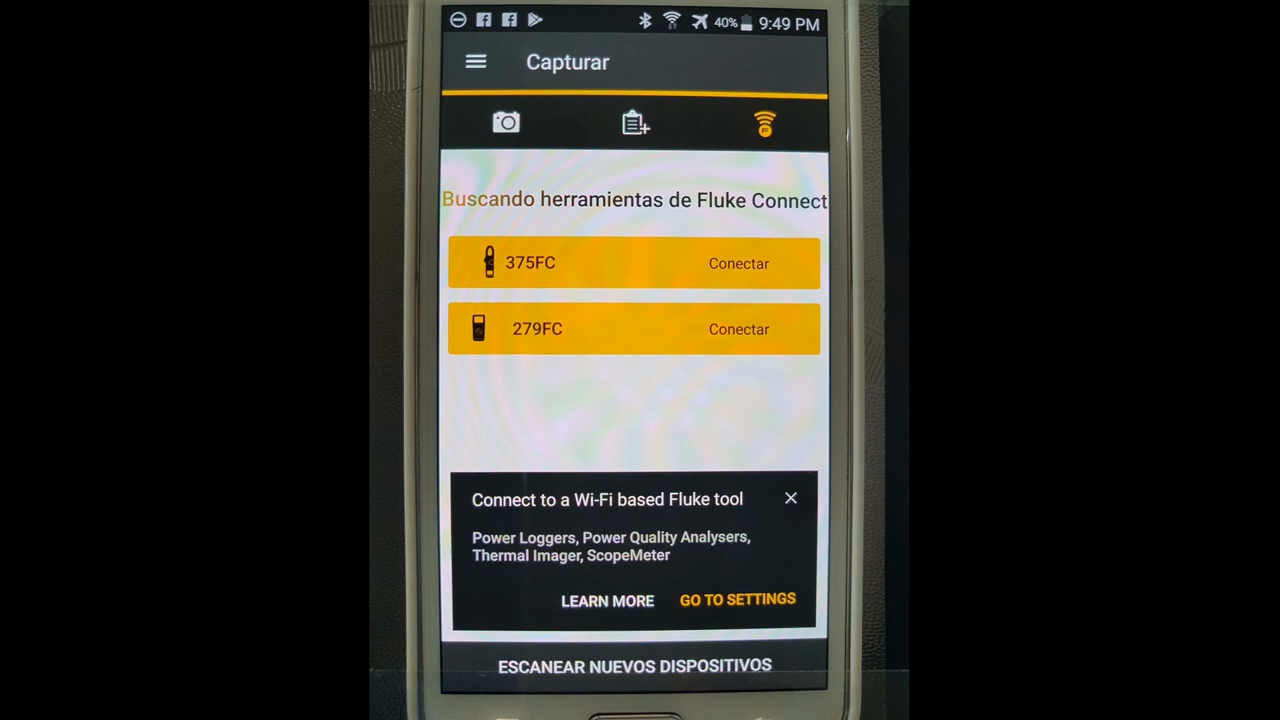 40% 9:49 PM
Capturar
Buscando herramientas de Fluke Connect
375FC Conectar
279FC Conectar
Connect to a Wi-Fi based Fluke tool
Power Loggers, Power Quality Analysers,
Thermal Imager, ScopeMeter
LEARN MORE GO TO SETTINGS
ESCANEAR NUEVOS DISPOSITIVOS